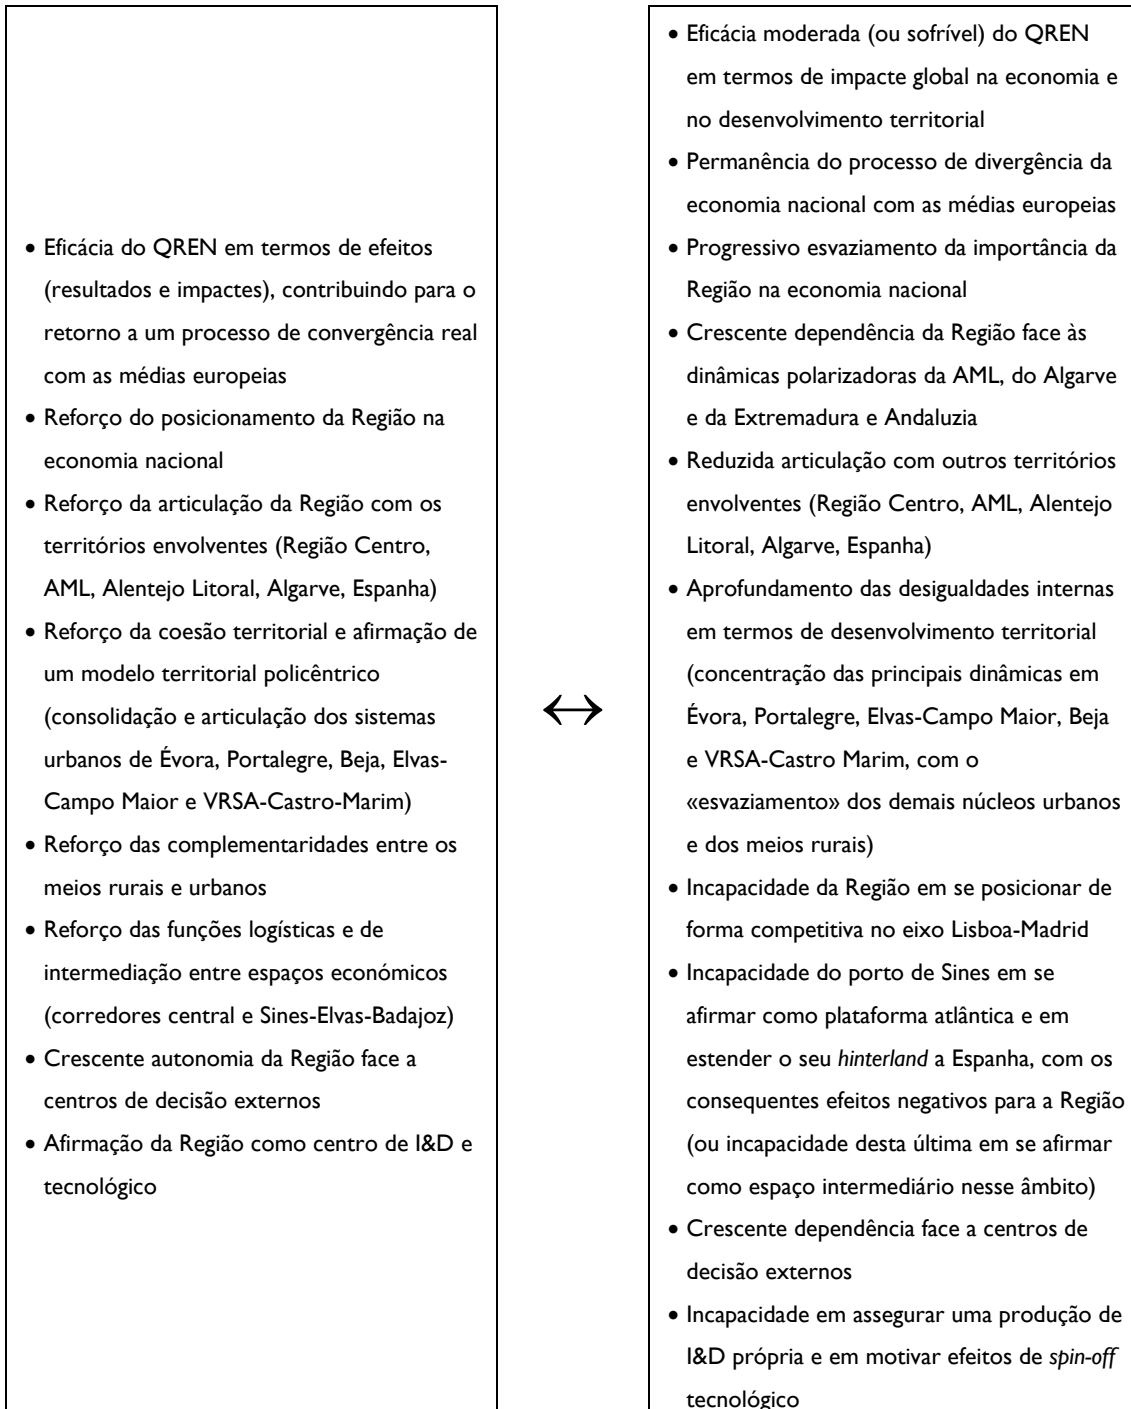 • Eficácia do QREN em termos de efeitos
(resultados e impactes), contribuindo para o
retorno a um processo de convergência real
com as médias europeias
• Reforço do posicionamento da Região na
economia nacional
• Reforço da articulação da Região com os
territórios envolventes (Região Centro,
AML, Alentejo Litoral, Algarve, Espanha)
• Reforço da coesão territorial e afirmação de
um modelo territorial policêntrico
(consolidação e articulação dos sistemas
urbanos de Évora, Portalegre, Beja, Elvas-
Campo Maior e VRSA-Castro-Marim)
• Reforço das complementaridades entre os
meios rurais e urbanos
• Reforço das funções logísticas e de
intermediação entre espaços económicos
(corredores central e Sines-Elvas-Badajoz)
• Crescente autonomia da Região face a
centros de decisão externos
• Afirmação da Região como centro de I&D e
tecnológico
↔
• Eficácia moderada (ou sofrível) do QREN
em termos de impacte global na economia e
no desenvolvimento territorial
• Permanência do processo de divergência da
economia nacional com as médias europeias
• Progressivo esvaziamento da importância da
Região na economia nacional
• Crescente dependência da Região face às
dinâmicas polarizadoras da AML, do Algarve
e da Extremadura e Andaluzia
• Reduzida articulação com outros territórios
envolventes (Região Centro, AML, Alentejo
Litoral, Algarve, Espanha)
• Aprofundamento das desigualdades internas
em termos de desenvolvimento territorial
(concentração das principais dinâmicas em
Évora, Portalegre, Elvas-Campo Maior, Beja
e VRSA-Castro Marim, com o
«esvaziamento» dos demais núcleos urbanos
e dos meios rurais)
• Incapacidade da Região em se posicionar de
forma competitiva no eixo Lisboa-Madrid
• Incapacidade do porto de Sines em se
afirmar como plataforma atlântica e em
estender o seu hinterland a Espanha, com os
consequentes efeitos negativos para a Região
(ou incapacidade desta última em se afirmar
como espaço intermediário nesse âmbito)
• Crescente dependência face a centros de
decisão externos
• Incapacidade em assegurar uma produção de
I&D própria e em motivar efeitos de spin-off
tecnológico